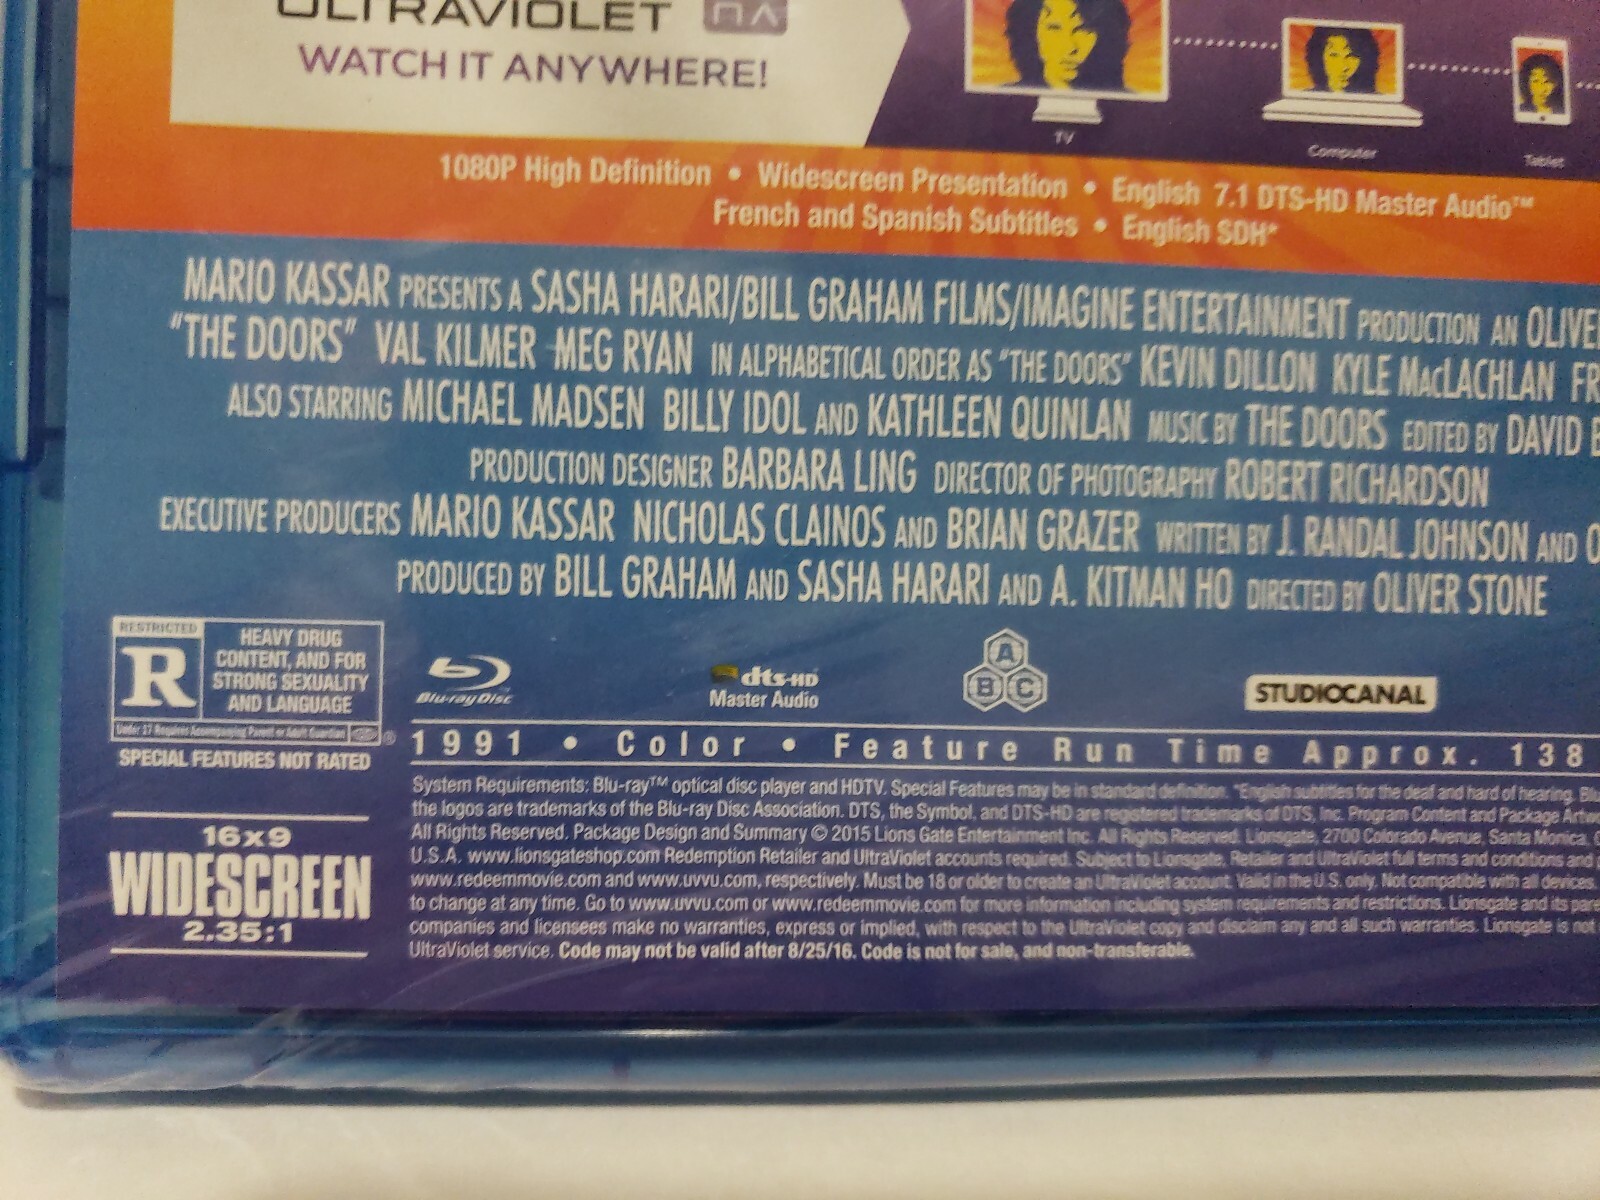 ULTRAVIOLET
WATCH IT ANYWHERE!
TV
Computer
Tablet
1080P High Definition • Widescreen Presentation • English 7.1 DTS-HD Master Audio™
French and Spanish Subtitles • English SDH*
MARIO KASSAR PRESENTS A SASHA HARARI/BILL GRAHAM FILMS/IMAGINE ENTERTAINMENT PRODUCTION AN OLIVE
"THE DOORS" VAL KILMER MEG RYAN IN ALPHABETICAL ORDER AS "THE DOORS" KEVIN DILLON KYLE MACLACHLAN FR
ALSO STARRING MICHAEL MADSEN BILLY IDOL AND KATHLEEN QUINLAN MUSIC BY THE DOORS EDITED BY DAVID B
PRODUCTION DESIGNER BARBARA LING DIRECTOR OF PHOTOGRAPHY ROBERT RICHARDSON
EXECUTIVE PRODUCERS MARIO KASSAR NICHOLAS CLAINOS AND BRIAN GRAZER WRITTEN BY J. RANDAL JOHNSON AND O
PRODUCED BY BILL GRAHAM AND SASHA HARARI AND A. KITMAN HO DIRECTED BY OLIVER STONE
RESTRICTED
R
HEAVY DRUG
CONTENT, AND FOR
STRONG SEXUALITY
AND LANGUAGE
Under 17 Requires Accompanying Parent or Adult Guardian ®
SPECIAL FEATURES NOT RATED
Blu-ray Disc
dts-HD
Master Audio
A
B C
STUDIOCANAL
1991 • Color • Feature Run Time Approx. 138
16x9
WIDESCREEN
2.35:1
System Requirements: Blu-ray™ optical disc player and HDTV. Special Features may be in standard definition. *English subtitles for the deaf and hard of hearing. Blu
the logos are trademarks of the Blu-ray Disc Association. DTS, the Symbol, and DTS-HD are registered trademarks of DTS, Inc. Program Content and Package Artw
All Rights Reserved. Package Design and Summary © 2015 Lions Gate Entertainment Inc. All Rights Reserved. Lionsgate, 2700 Colorado Avenue, Santa Monica, C
U.S.A. www.lionsgateshop.com Redemption Retailer and UltraViolet accounts required. Subject to Lionsgate, Retailer and UltraViolet full terms and conditions and
www.redeemmovie.com and www.uvvu.com, respectively. Must be 18 or older to create an UltraViolet account. Valid in the U.S. only. Not compatible with all devices.
to change at any time. Go to www.uvvu.com or www.redeemmovie.com for more information including system requirements and restrictions. Lionsgate and its pare
companies and licensees make no warranties, express or implied, with respect to the UltraViolet copy and disclaim any and all such warranties. Lionsgate is not
UltraViolet service. Code may not be valid after 8/25/16. Code is not for sale, and non-transferable.